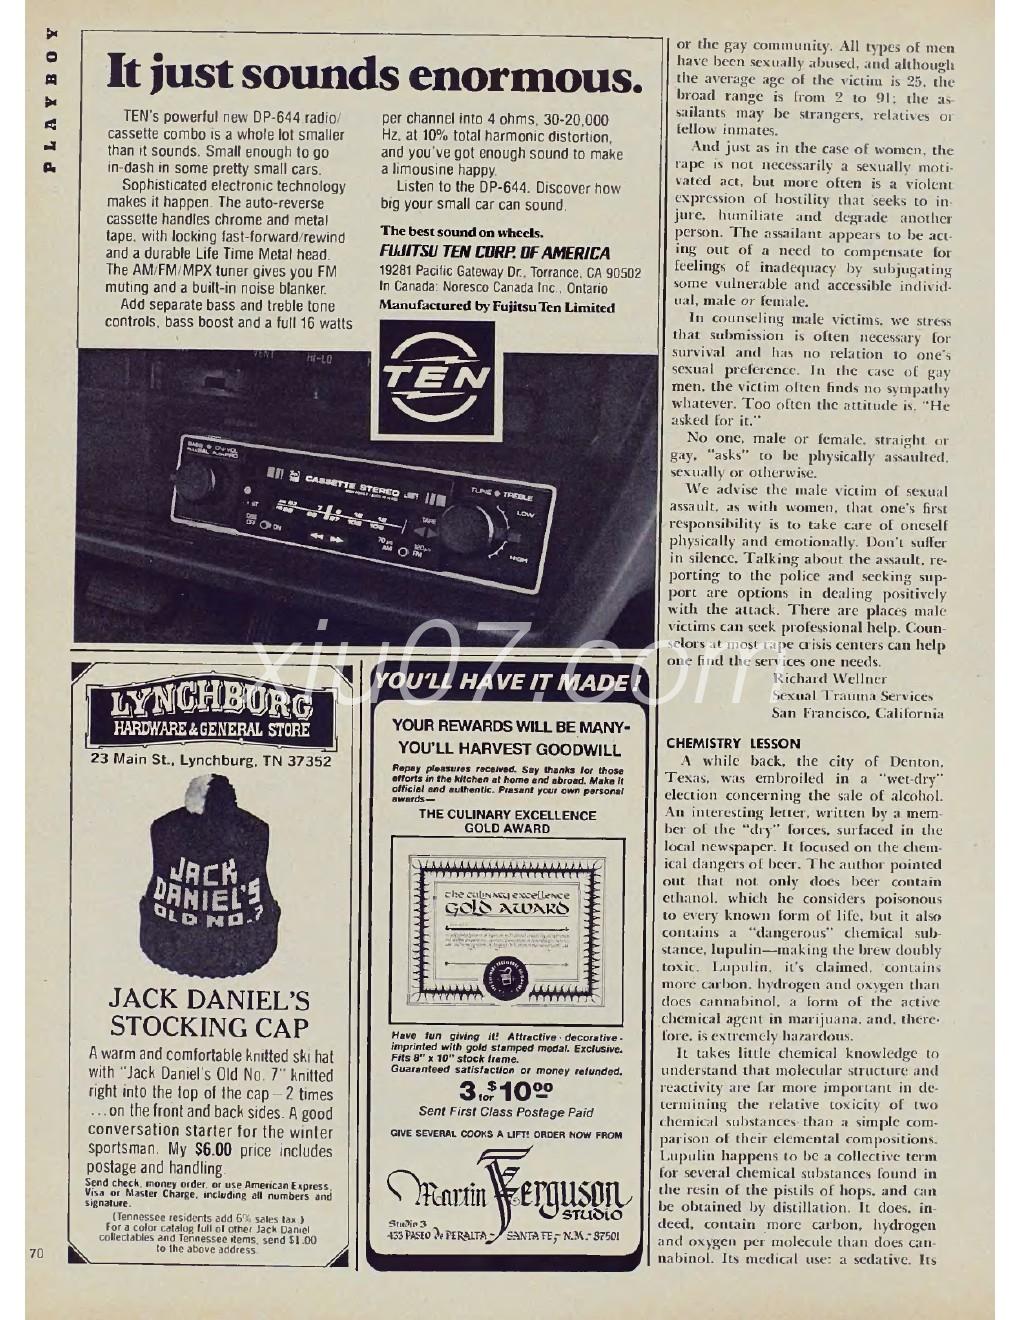 PLAYBOY
It just sounds enormous.
TEN's powerful new DP-644 radio/
cassette combo is a whole lot smaller
than it sounds. Small enough to go
in-dash in some pretty small cars.
Sophisticated electronic technology
makes it happen. The auto-reverse
cassette handles chrome and metal
tape, with locking fast-forward/rewind
and a durable Life Time Metal head.
The AM/FM/MPX tuner gives you FM
muting and a built-in noise blanker.
Add separate bass and treble tone
controls, bass boost and a full 16 watts
per channel into 4 ohms, 30-20,000
Hz, at 10% total harmonic distortion,
and you've got enough sound to make
a limousine happy.
Listen to the DP-644. Discover how
big your small car can sound.
The best sound on wheels.
FUJITSU TEN CORP. OF AMERICA
19281 Pacific Gateway Dr., Torrance, CA 90502
In Canada: Noresco Canada Inc., Ontario
Manufactured by Fujitsu Ten Limited
VENT
HI-LO
TEN
CASSETTE STEREO
TUNE TREBLE
LOW
HIGH
TAPE
AM
FM
xiu07.com
LYNCHBURG
HARDWARE & GENERAL STORE
23 Main St., Lynchburg, TN 37352
JACK
DANIEL'S
OLD NO. 7
JACK DANIEL'S
STOCKING CAP
A warm and comfortable knitted ski hat
with "Jack Daniel's Old No. 7" knitted
right into the top of the cap – 2 times
...on the front and back sides. A good
conversation starter for the winter
sportsman. My $6.00 price includes
postage and handling.
Send check, money order, or use American Express,
Visa or Master Charge, including all numbers and
signature.
(Tennessee residents add 6% sales tax.)
For a color catalog full of other Jack Daniel
collectables and Tennessee items, send $1.00
to the above address.
70
YOU'LL HAVE IT MADE!
YOUR REWARDS WILL BE MANY-
YOU'LL HARVEST GOODWILL
Repay pleasures received. Say thanks for those
efforts in the kitchen at home and abroad. Make it
official and authentic. Present your own personal
awards—
THE CULINARY EXCELLENCE
GOLD AWARD
the culinary excellence
GOLD AWARD
Have fun giving it! Attractive - decorative -
imprinted with gold stamped medal. Exclusive.
Fits 8" x 10" stock frame.
Guaranteed satisfaction or money refunded.
3 for $10.00
Sent First Class Postage Paid
GIVE SEVERAL COOKS A LIFT! ORDER NOW FROM
Martin Ferguson
STUDIO
Studio 3
433 PASEO de PERALTA - SANTA FE, - N.M. - 87501
or the gay community. All types of men
have been sexually abused, and although
the average age of the victim is 25, the
broad range is from 2 to 91; the as-
sailants may be strangers, relatives or
fellow inmates.
And just as in the case of women, the
rape is not necessarily a sexually moti-
vated act, but more often is a violent
expression of hostility that seeks to in-
jure, humiliate and degrade another
person. The assailant appears to be act-
ing out of a need to compensate for
feelings of inadequacy by subjugating
some vulnerable and accessible individ-
ual, male or female.
In counseling male victims, we stress
that submission is often necessary for
survival and has no relation to one's
sexual preference. In the case of gay
men, the victim often finds no sympathy
whatever. Too often the attitude is, "He
asked for it."
No one, male or female, straight or
gay, "asks" to be physically assaulted,
sexually or otherwise.
We advise the male victim of sexual
assault, as with women, that one's first
responsibility is to take care of oneself
physically and emotionally. Don't suffer
in silence. Talking about the assault, re-
porting to the police and seeking sup-
port are options in dealing positively
with the attack. There are places male
victims can seek professional help. Coun-
selors at most rape crisis centers can help
one find the services one needs.
Richard Wellner
Sexual Trauma Services
San Francisco, California
CHEMISTRY LESSON
A while back, the city of Denton,
Texas, was embroiled in a "wet-dry"
election concerning the sale of alcohol.
An interesting letter, written by a mem-
ber of the "dry" forces, surfaced in the
local newspaper. It focused on the chem-
ical dangers of beer. The author pointed
out that not only does beer contain
ethanol, which he considers poisonous
to every known form of life, but it also
contains a "dangerous" chemical sub-
stance, lupulin—making the brew doubly
toxic. Lupulin, it's claimed, contains
more carbon, hydrogen and oxygen than
does cannabinol, a form of the active
chemical agent in marijuana, and, there-
fore, is extremely hazardous.
It takes little chemical knowledge to
understand that molecular structure and
reactivity are far more important in de-
termining the relative toxicity of two
chemical substances than a simple com-
parison of their elemental compositions.
Lupulin happens to be a collective term
for several chemical substances found in
the resin of the pistils of hops, and can
be obtained by distillation. It does, in-
deed, contain more carbon, hydrogen
and oxygen per molecule than does can-
nabinol. Its medical use: a sedative. Its